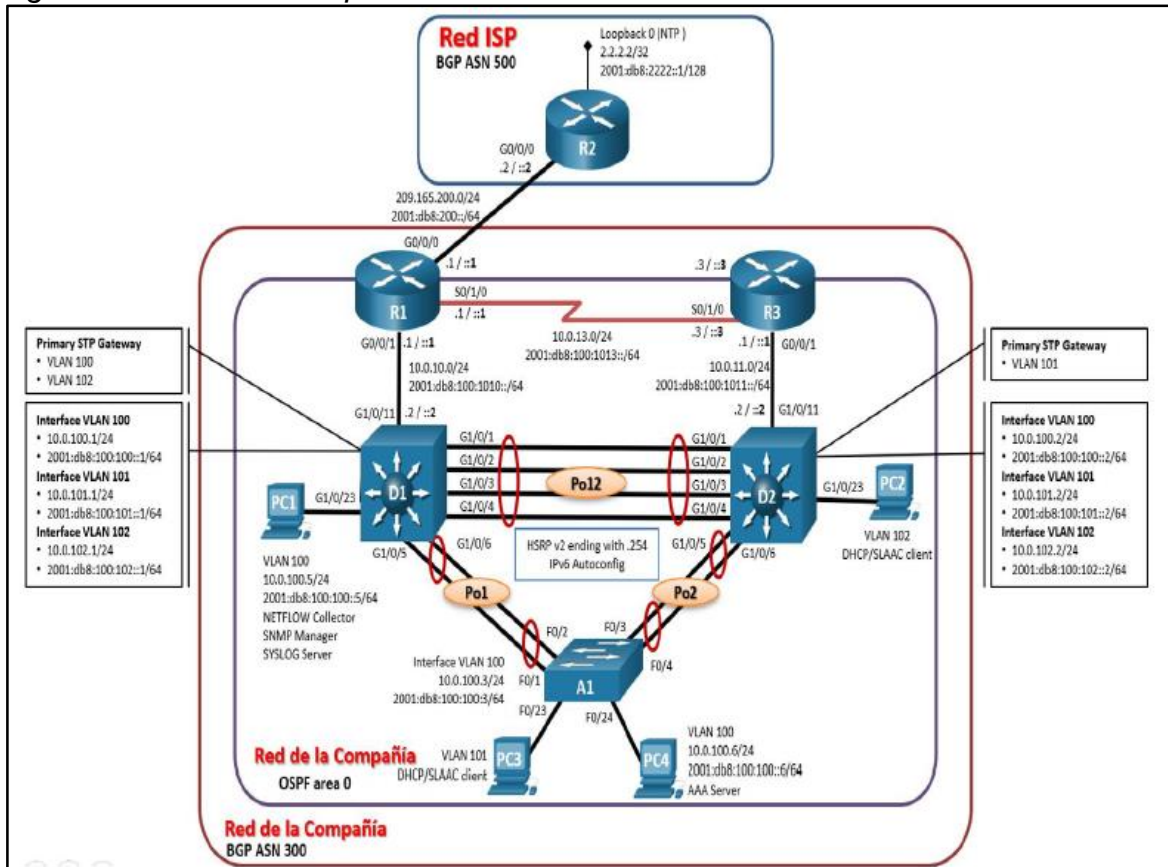 Red ISP
BGP ASN 500
Loopback 0 (NTP )
2.2.2.2/32
2001:db8:2222::1/128
R2
G0/0/0
.2 / ::2
209.165.200.0/24
2001:db8:200::/64
G0/0/0
.1 / ::1
R1
.3 / ::3
R3
S0/1/0
.1 / ::1
S0/1/0
.3 / ::3
10.0.13.0/24
2001:db8:100:1013::/64
G0/0/1
.1 / ::1
10.0.10.0/24
2001:db8:100:1010::/64
G1/0/11
.2 / ::2
.1 / ::1
G0/0/1
10.0.11.0/24
2001:db8:100:1011::/64
.2 / ::2
G1/0/11
Primary STP Gateway
• VLAN 100
• VLAN 102
Primary STP Gateway
• VLAN 101
Interface VLAN 100
• 10.0.100.1/24
• 2001:db8:100:100::1/64
Interface VLAN 101
• 10.0.101.1/24
• 2001:db8:100:101::1/64
Interface VLAN 102
• 10.0.102.1/24
• 2001:db8:100:102::1/64
Interface VLAN 100
• 10.0.100.2/24
• 2001:db8:100:100::2/64
Interface VLAN 101
• 10.0.101.2/24
• 2001:db8:100:101::2/64
Interface VLAN 102
• 10.0.102.2/24
• 2001:db8:100:102::2/64
G1/0/1
G1/0/2
G1/0/3
G1/0/4
Po12
G1/0/1
G1/0/2
G1/0/3
G1/0/4
D1
D2
PC1
G1/0/23
VLAN 100
10.0.100.5/24
2001:db8:100:100::5/64
NETFLOW Collector
SNMP Manager
SYSLOG Server
G1/0/23
PC2
VLAN 102
DHCP/SLAAC client
G1/0/5
G1/0/6
HSRP v2 ending with .254
IPv6 Autoconfig
G1/0/5
G1/0/6
Po1
Po2
F0/2
F0/1
F0/3
F0/4
Interface VLAN 100
10.0.100.3/24
2001:db8:100:100:3/64
A1
F0/23
F0/24
VLAN 101
DHCP/SLAAC client
PC3
PC4
VLAN 100
10.0.100.6/24
2001:db8:100:100::6/64
AAA Server
Red de la Compañía
OSPF area 0
Red de la Compañía
BGP ASN 300